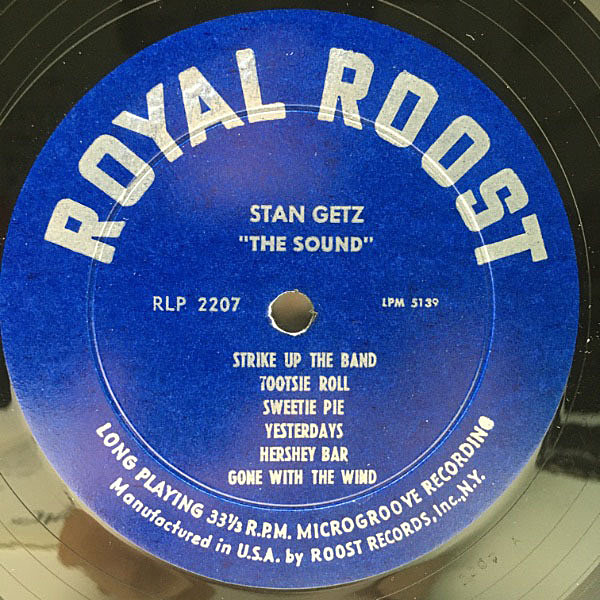 ROYAL ROOST
STAN GETZ
"THE SOUND"
RLP 2207
LPM 5139
STRIKE UP THE BAND
TOOTSIE ROLL
SWEETIE PIE
YESTERDAYS
HERSHEY BAR
GONE WITH THE WIND
LONG PLAYING 33⅓ R.P.M. MICROGROOVE RECORDING
Manufactured in U.S.A. by ROOST RECORDS, Inc., N.Y.